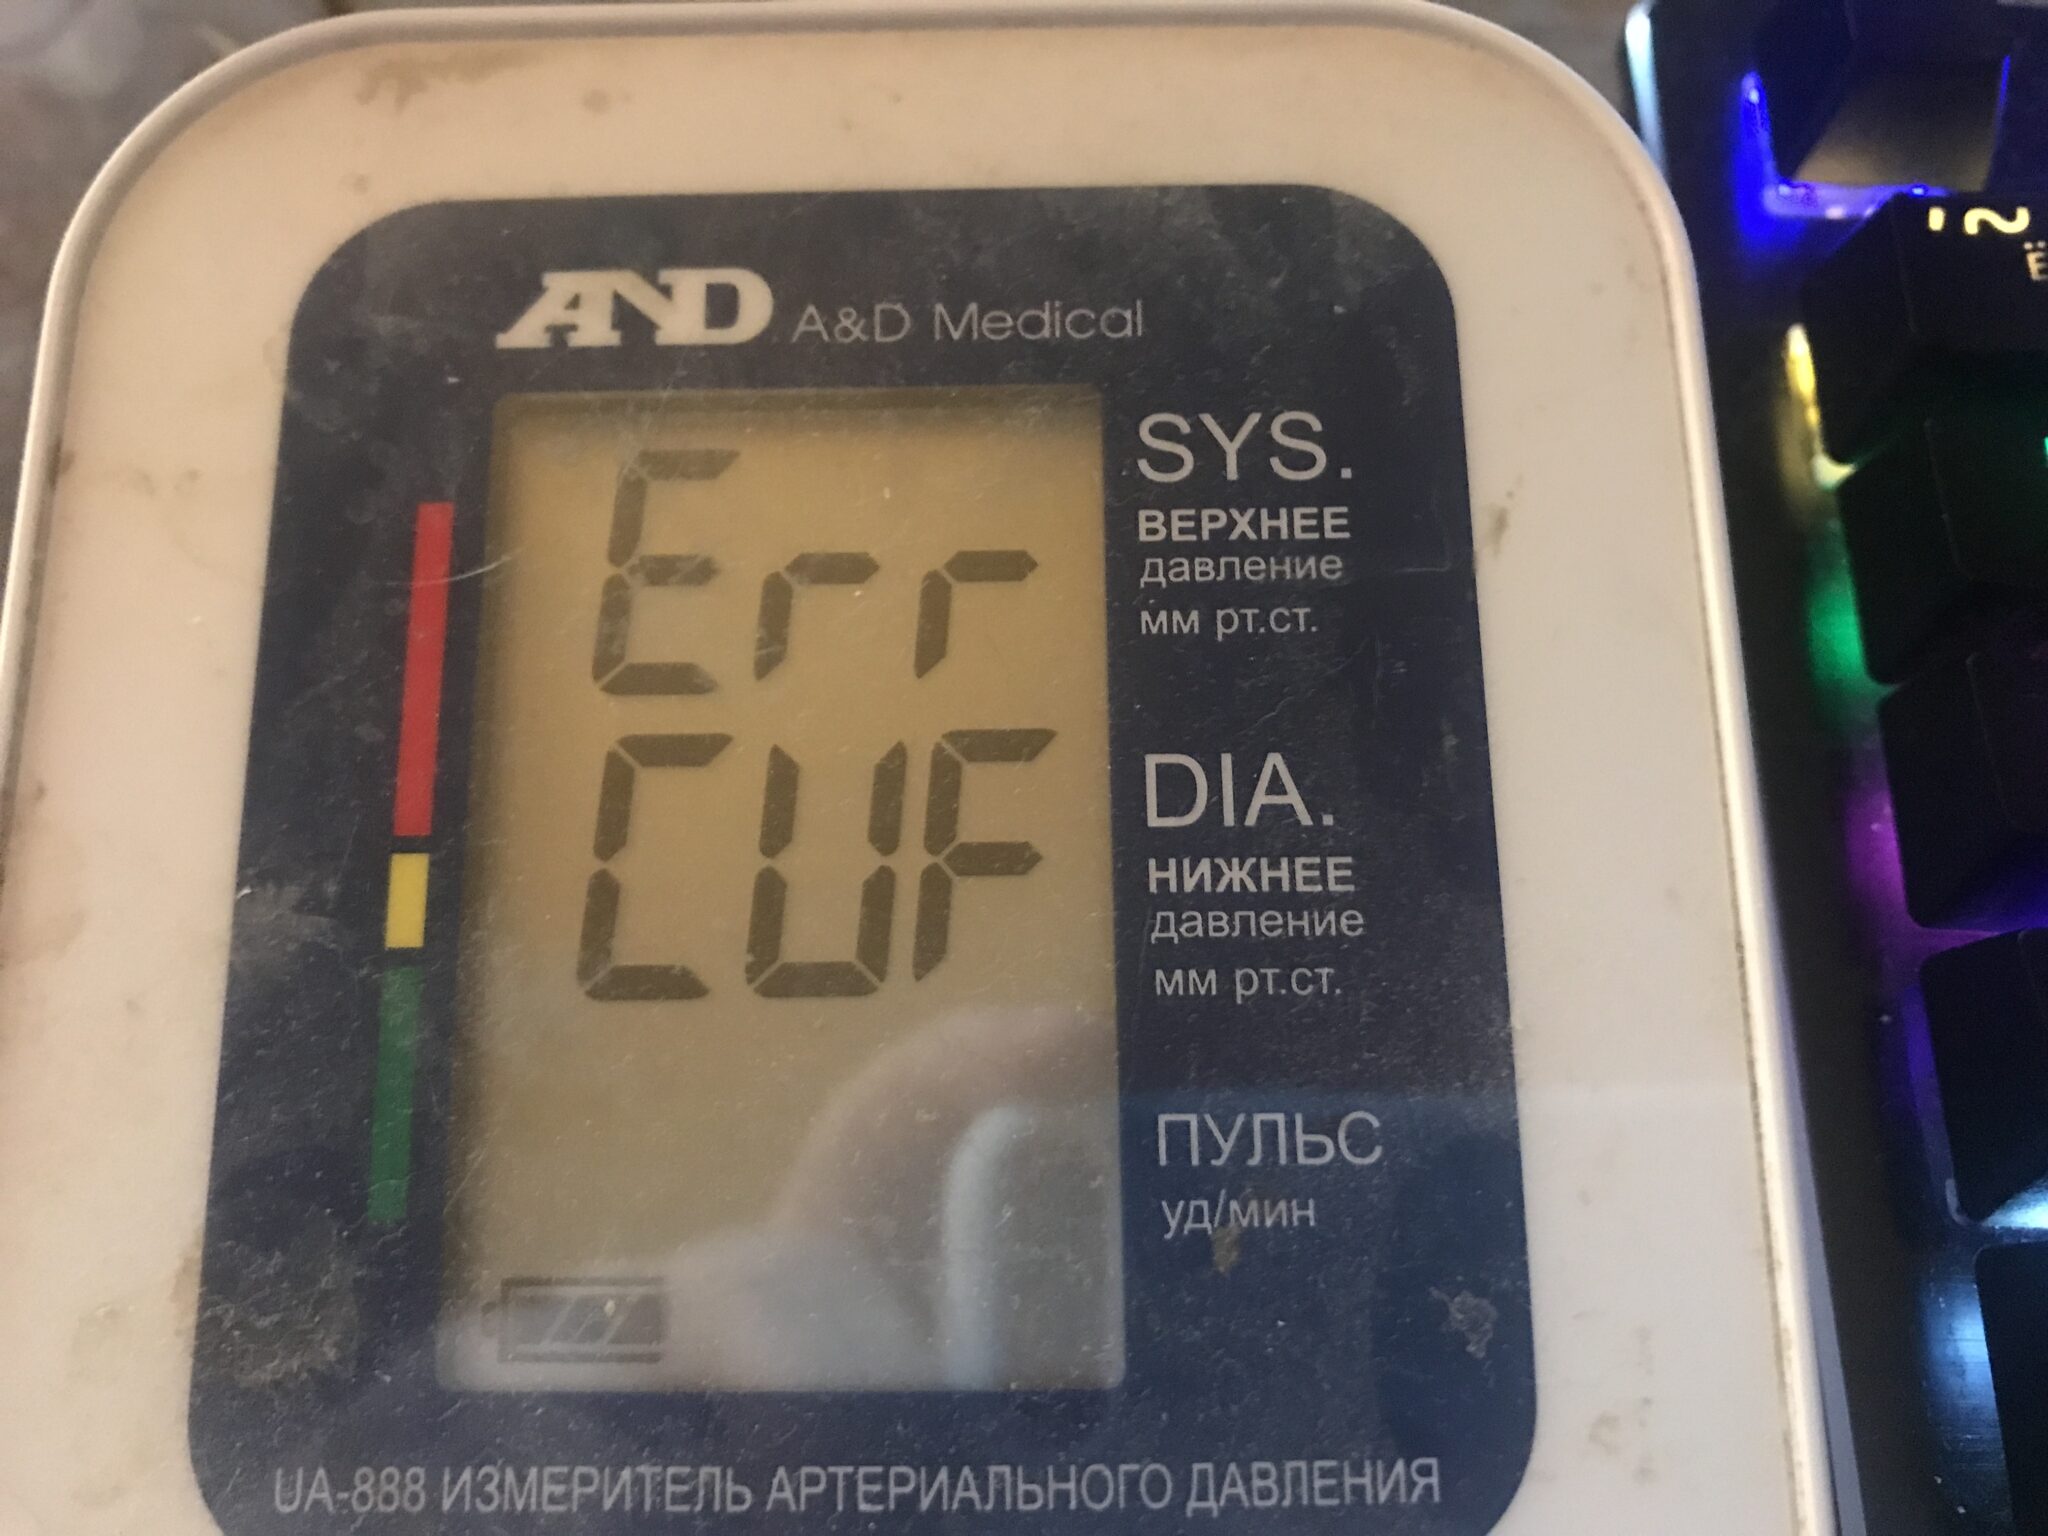 AND A&D Medical
Err
SYS.
ВЕРХНЕЕ
давление
мм рт.ст.
CUF
DIA.
НИЖНЕЕ
давление
мм рт.ст.
ПУЛЬС
уд/мин
UA-888 ИЗМЕРИТЕЛЬ АРТЕРИАЛЬНОГО ДАВЛЕНИЯ
~
Ё